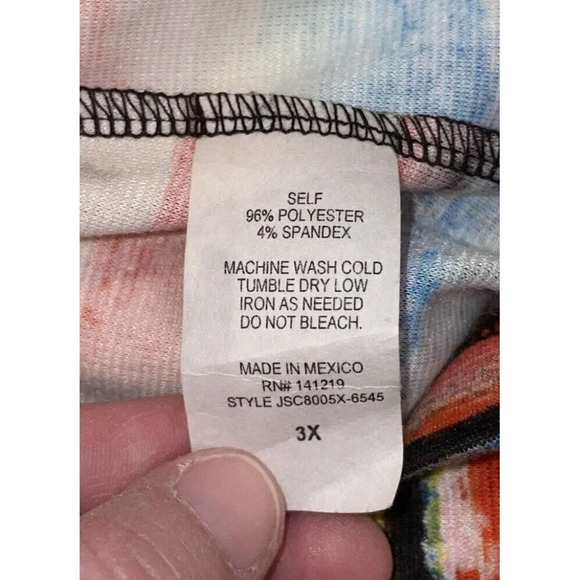 SELF
96% POLYESTER
4% SPANDEX
MACHINE WASH COLD
TUMBLE DRY LOW
IRON AS NEEDED
DO NOT BLEACH.
MADE IN MEXICO
RN# 141219
STYLE JSC8005X-6545
3X